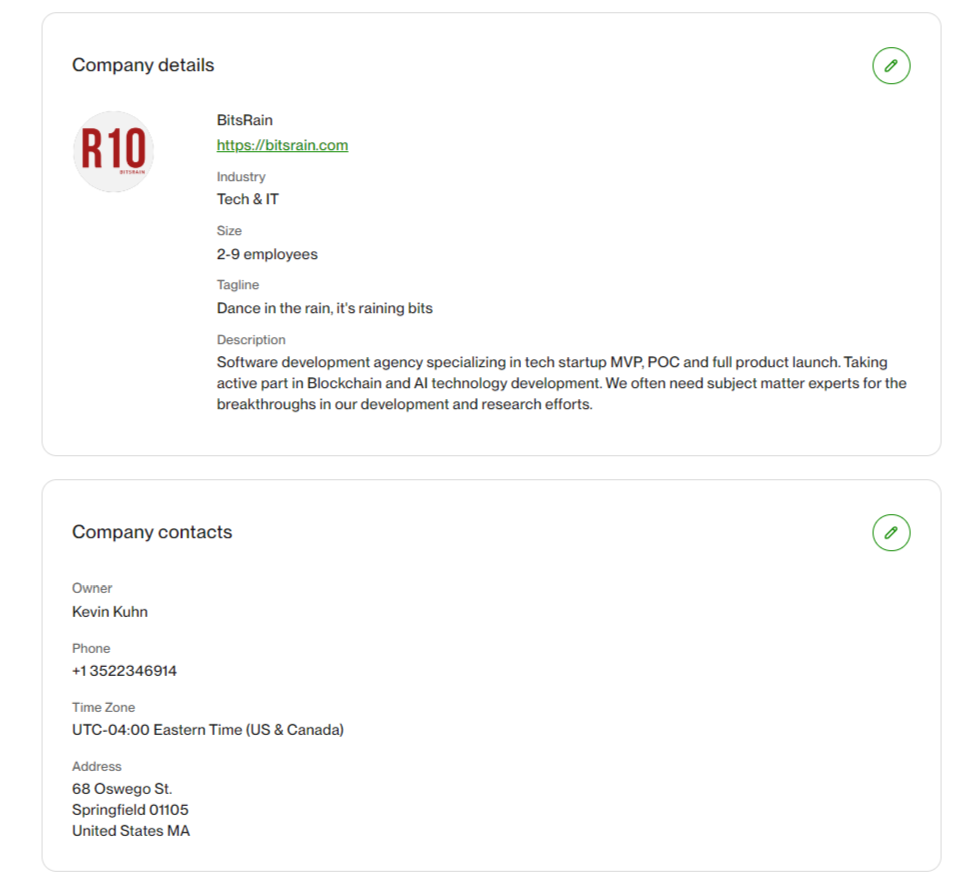 Company details
R10
BITSRAIN
BitsRain
https://bitsrain.com
Industry
Tech & IT
Size
2-9 employees
Tagline
Dance in the rain, it's raining bits
Description
Software development agency specializing in tech startup MVP, POC and full product launch. Taking
active part in Blockchain and AI technology development. We often need subject matter experts for the
breakthroughs in our development and research efforts.
Company contacts
Owner
Kevin Kuhn
Phone
+1 3522346914
Time Zone
UTC-04:00 Eastern Time (US & Canada)
Address
68 Oswego St.
Springfield 01105
United States MA